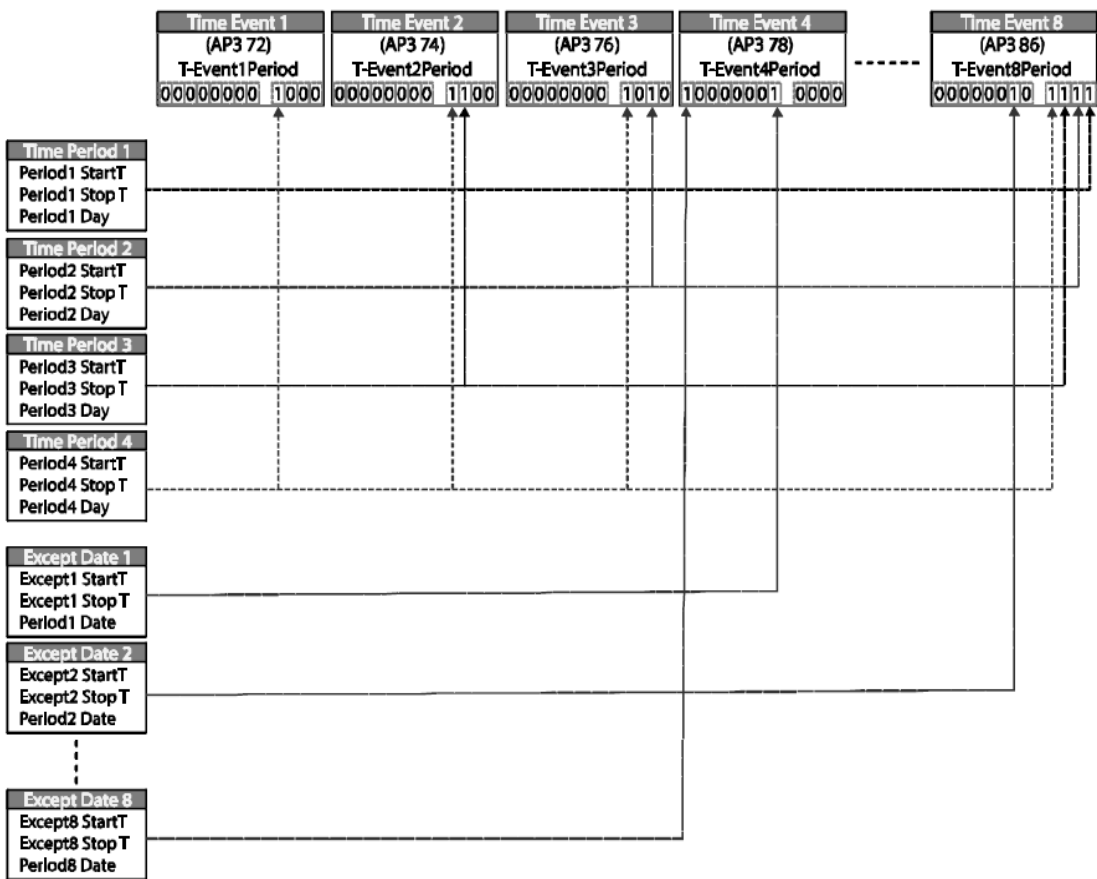 Time Event 1
(AP3 72)
T-Event1Period
00000000 1000
Time Event 2
(AP3 74)
T-Event2Period
00000000 1100
Time Event 3
(AP3 76)
T-Event3Period
00000000 1010
Time Event 4
(AP3 78)
T-Event4Period
10000001 0000
Time Event 8
(AP3 86)
T-Event8Period
00000010 1111
Time Period 1
Period1 StartT
Period1 Stop T
Period1 Day
Time Period 2
Period2 StartT
Period2 Stop T
Period2 Day
Time Period 3
Period3 StartT
Period3 Stop T
Period3 Day
Time Period 4
Period4 StartT
Period4 Stop T
Period4 Day
Except Date 1
Except1 StartT
Except1 Stop T
Period1 Date
Except Date 2
Except2 StartT
Except2 Stop T
Period2 Date
Except Date 8
Except8 StartT
Except8 Stop T
Period8 Date